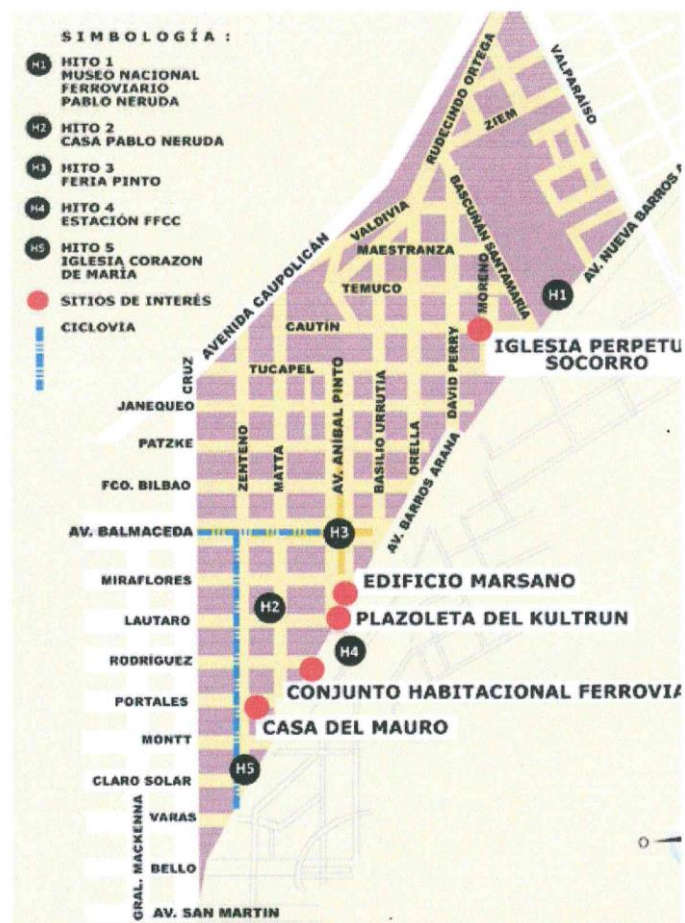 SIMBOLOGÍA :
H1 HITO 1
MUSEO NACIONAL
FERROVIARIO
PABLO NERUDA
H2 HITO 2
CASA PABLO NERUDA
H3 HITO 3
FERIA PINTO
H4 HITO 4
ESTACIÓN FFCC
H5 HITO 5
IGLESIA CORAZON
DE MARÍA
SITIOS DE INTERÉS
CICLOVÍA
RUDECINDO ORTEGA
VALPARAÍSO
ZIEM
BASCUÑÁN SANTAMARIA
AV. NUEVA BARROS A
VALDIVIA
MAESTRANZA
TEMUCO
MORENO
H1
AVENIDA CAUPOLICÁN
CAUTÍN
IGLESIA PERPETU
SOCORRO
CRUZ
TUCAPEL
DAVID PERRY
JANEQUEO
PATZKE
ZENTENO
MATTA
AV. ANÍBAL PINTO
BASILIO URRUTIA
ORELLA
AV. BARROS ARANA
FCO. BILBAO
AV. BALMACEDA
H3
MIRAFLORES
EDIFICIO MARSANO
H2
LAUTARO
PLAZOLETA DEL KULTRUN
H4
RODRÍGUEZ
CONJUNTO HABITACIONAL FERROVIA
PORTALES
CASA DEL MAURO
MONTT
H5
CLARO SOLAR
VARAS
GRAL. MACKENNA
BELLO
AV. SAN MARTIN
O